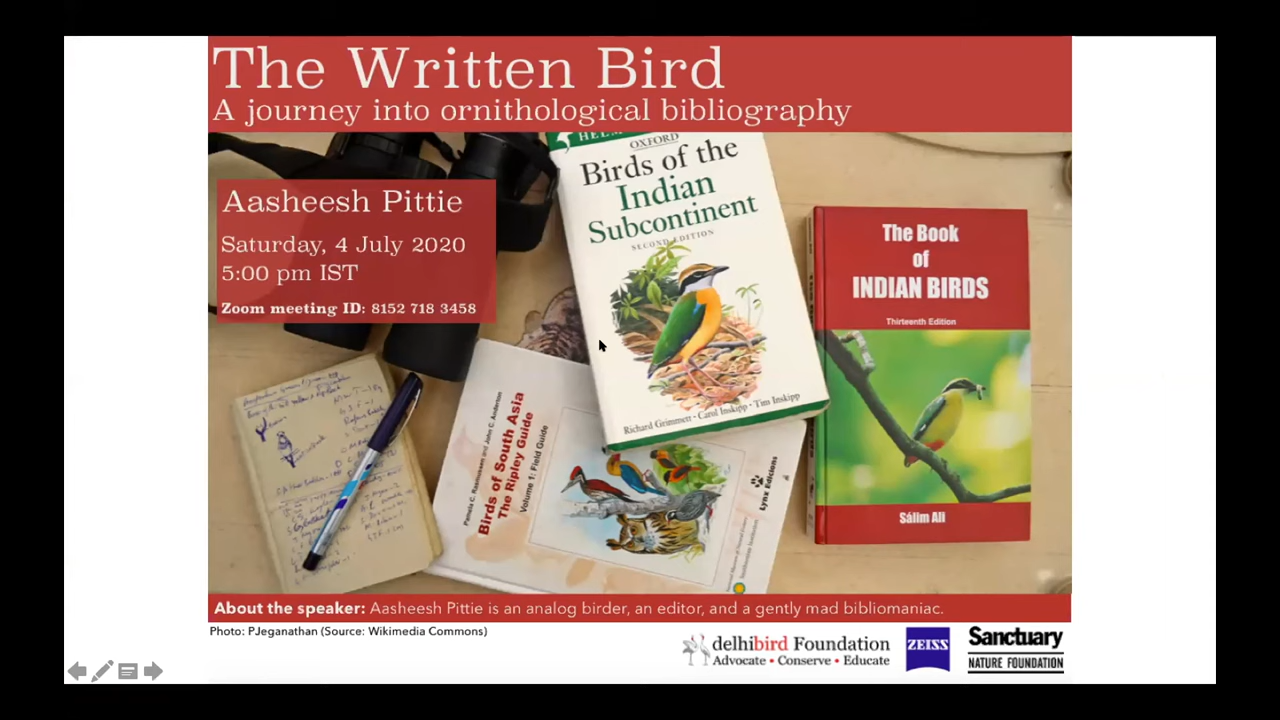 The Written Bird
A journey into ornithological bibliography
Aasheesh Pittie
Saturday, 4 July 2020
5:00 pm IST
Zoom meeting ID: 8152 718 3458
OXFORD
Birds of the
Indian
Subcontinent
SECOND EDITION
Richard Grimmett • Carol Inskipp • Tim Inskipp
The Book
of
INDIAN BIRDS
Thirteenth Edition
Sálim Ali
Pamela C. Rasmussen and John C. Anderton
Birds of South Asia
The Ripley Guide
Volume 1: Field Guide
Lynx Edicions
About the speaker: Aasheesh Pittie is an analog birder, an editor, and a gently mad bibliomaniac.
Photo: PJeganathan (Source: Wikimedia Commons)
delhibird Foundation
Advocate • Conserve • Educate
ZEISS
Sanctuary
NATURE FOUNDATION